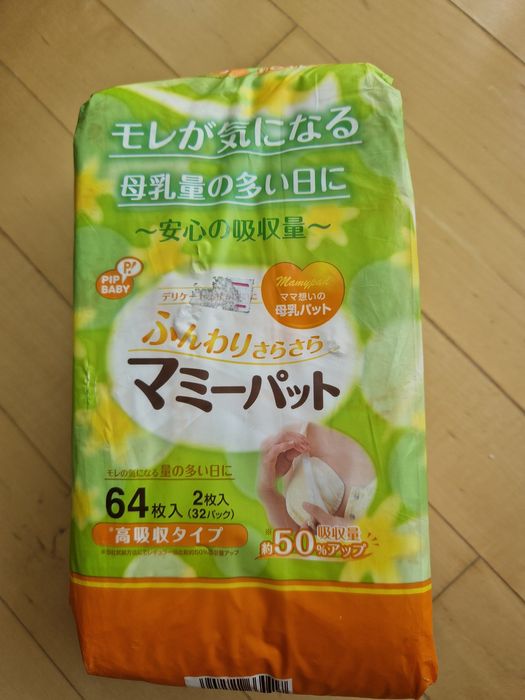 モレが気になる
母乳量の多い日に
～安心の吸収量～
PIP
BABY
Mamypad
ママ想いの
母乳パット
デリケ
ふんわりさらさら
マミーパット
モレの気になる量の多い日に
64枚入 2枚入
(32パック)
*高吸収タイプ
※約50%アップ
吸収量